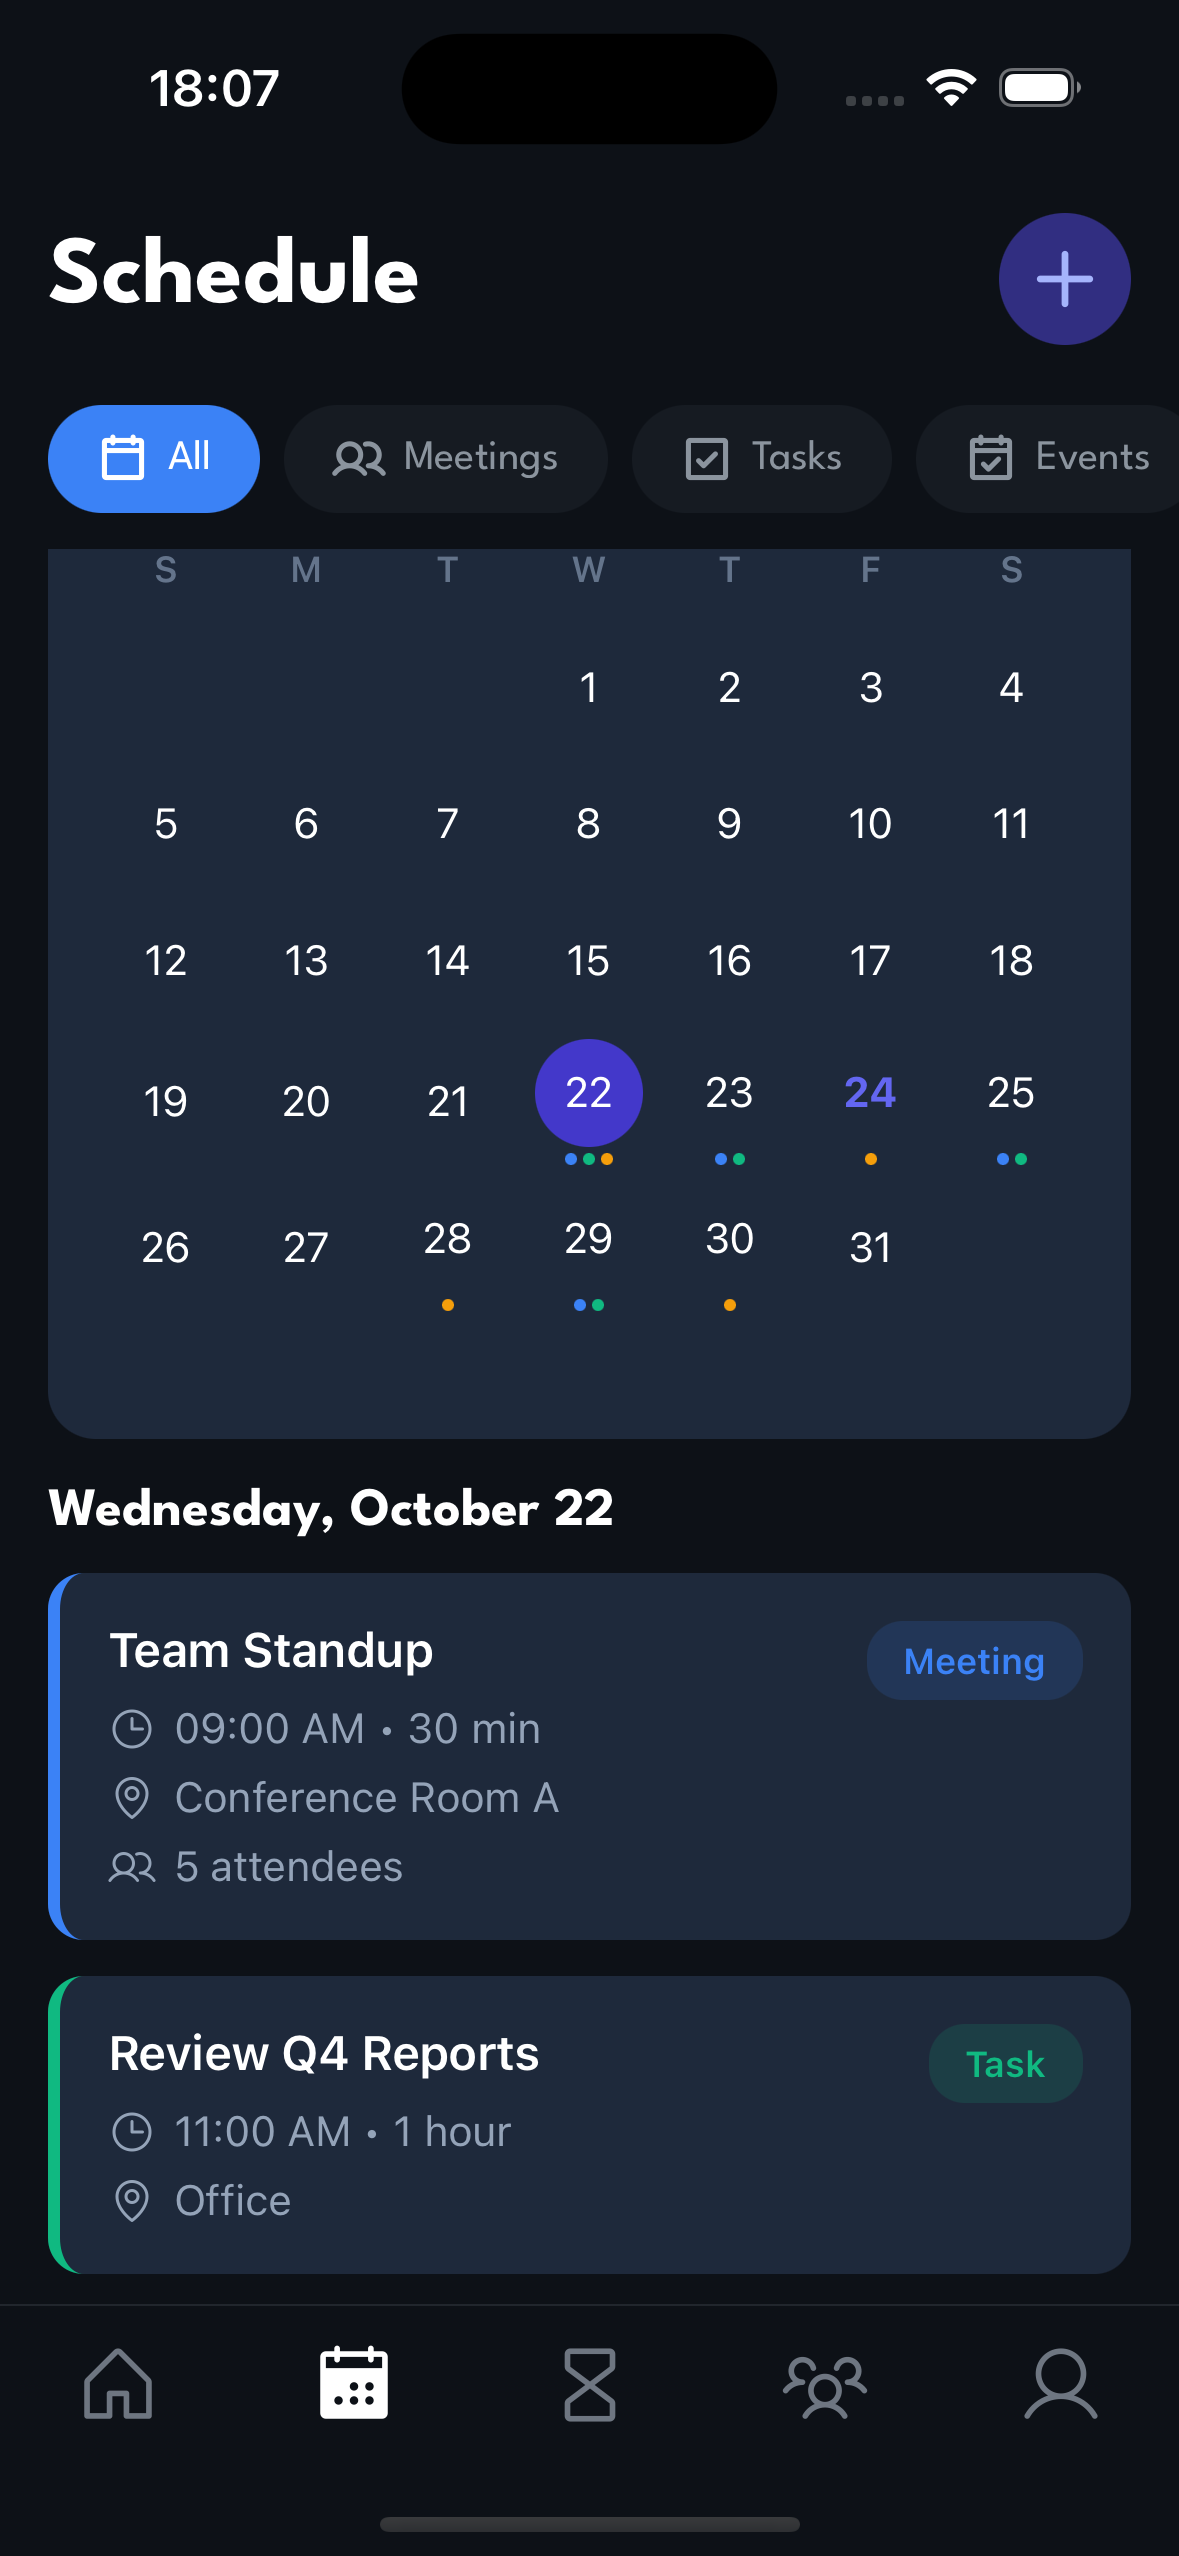 18:07
Schedule
All Meetings Tasks Events
S M T W T F S
1 2 3 4
5 6 7 8 9 10 11
12 13 14 15 16 17 18
19 20 21 22 23 24 25
26 27 28 29 30 31
Wednesday, October 22
Team Standup
Meeting
09:00 AM • 30 min
Conference Room A
5 attendees
Review Q4 Reports
Task
11:00 AM • 1 hour
Office